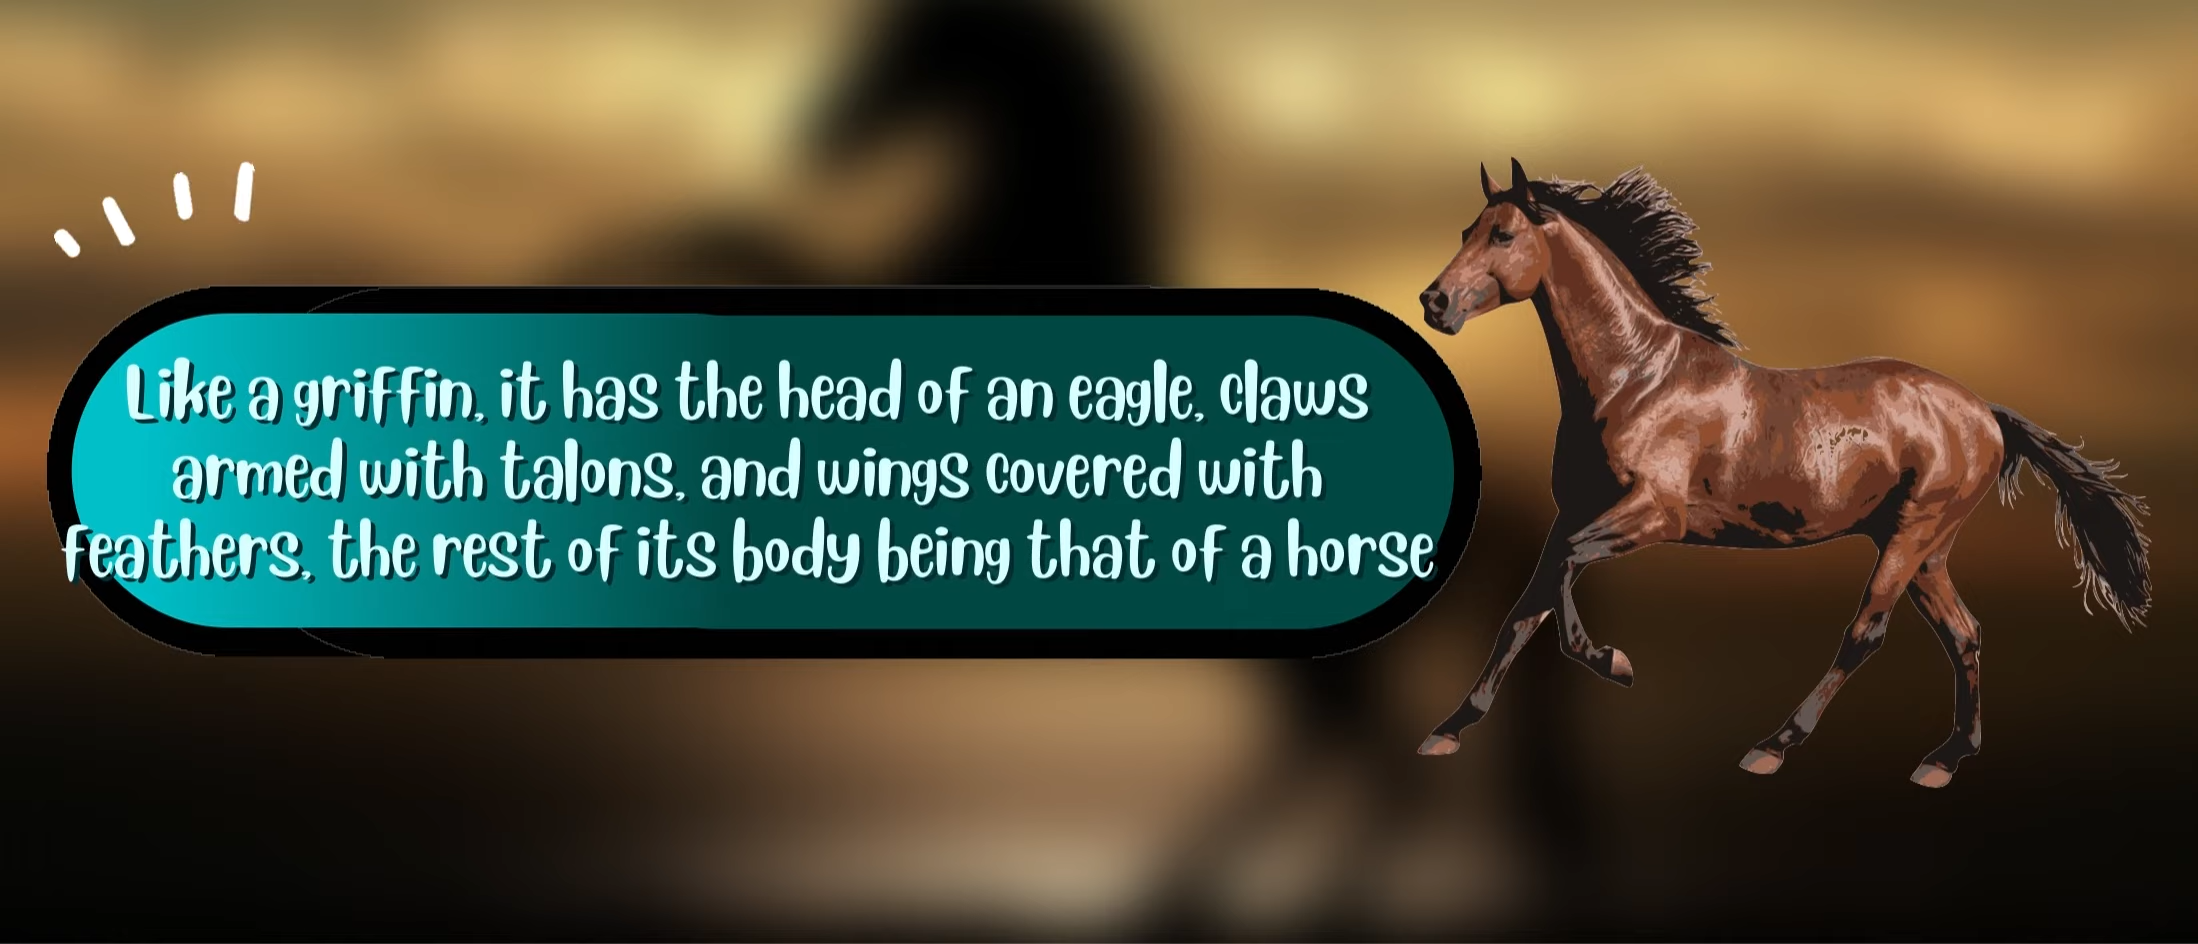 Like a griffin, it has the head of an eagle, claws
armed with talons, and wings covered with
feathers, the rest of its body being that of a horse